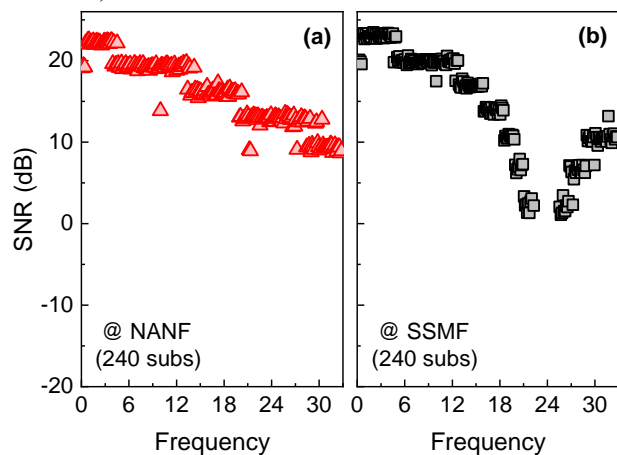 (a)
(b)
SNR (dB)
20
10
0
-10
-20
@ NANF
(240 subs)
@ SSMF
(240 subs)
0 6 12 18 24 30
0 6 12 18 24 30
Frequency
Frequency